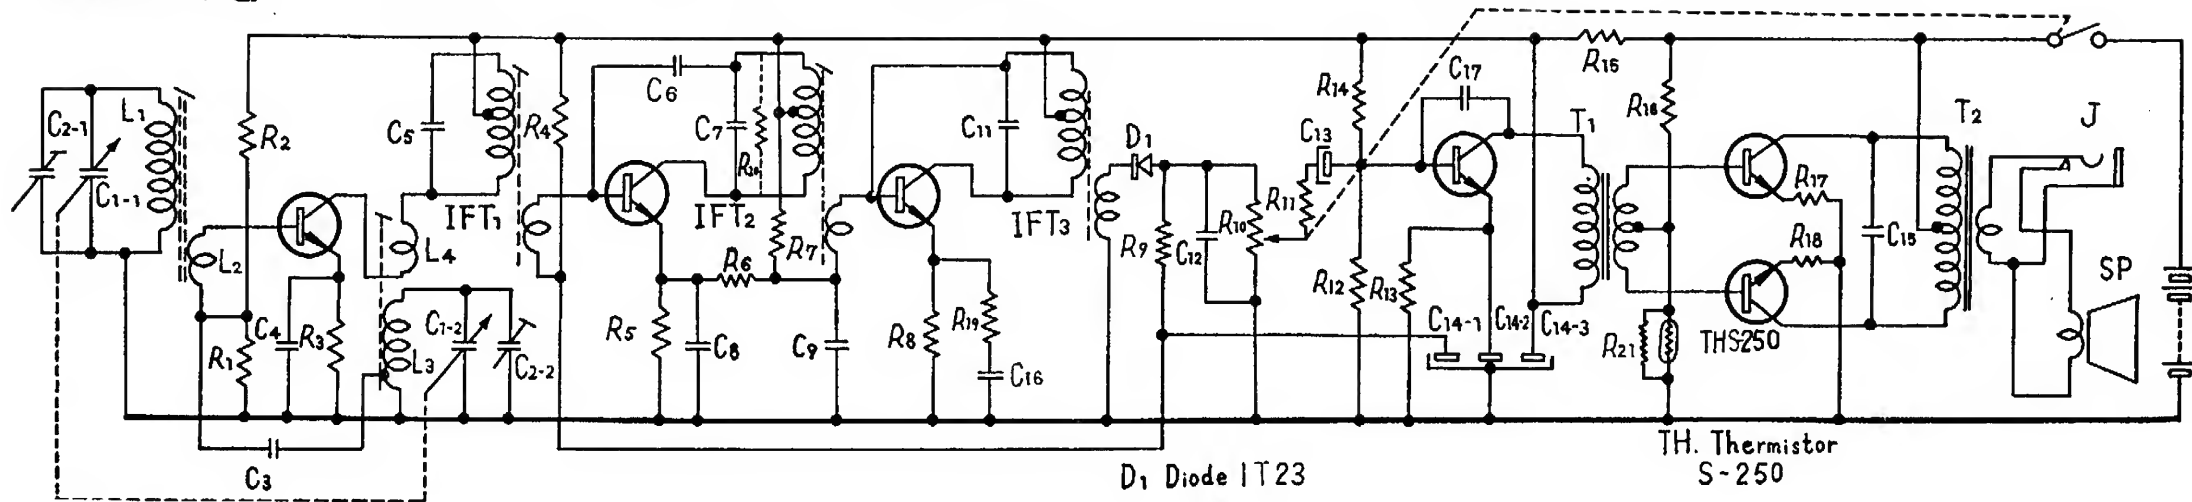 C2-1
L1
C1-1
L2
R2
R1
C4
R3
C3
C5
IFT1
L4
L3
C1-2
C2-2
R4
C6
C7
R20
IFT2
R7
R6
R5
C8
C9
C11
IFT3
R8
R19
C16
D1
R9
C12
R10
R11
C13
R14
R12
R13
C17
C14-1
C14-2
C14-3
T1
R15
R16
R21
THS-250
R17
R18
C15
T2
J
SP
D1 Diode 1T23
TH. Thermistor
S-250